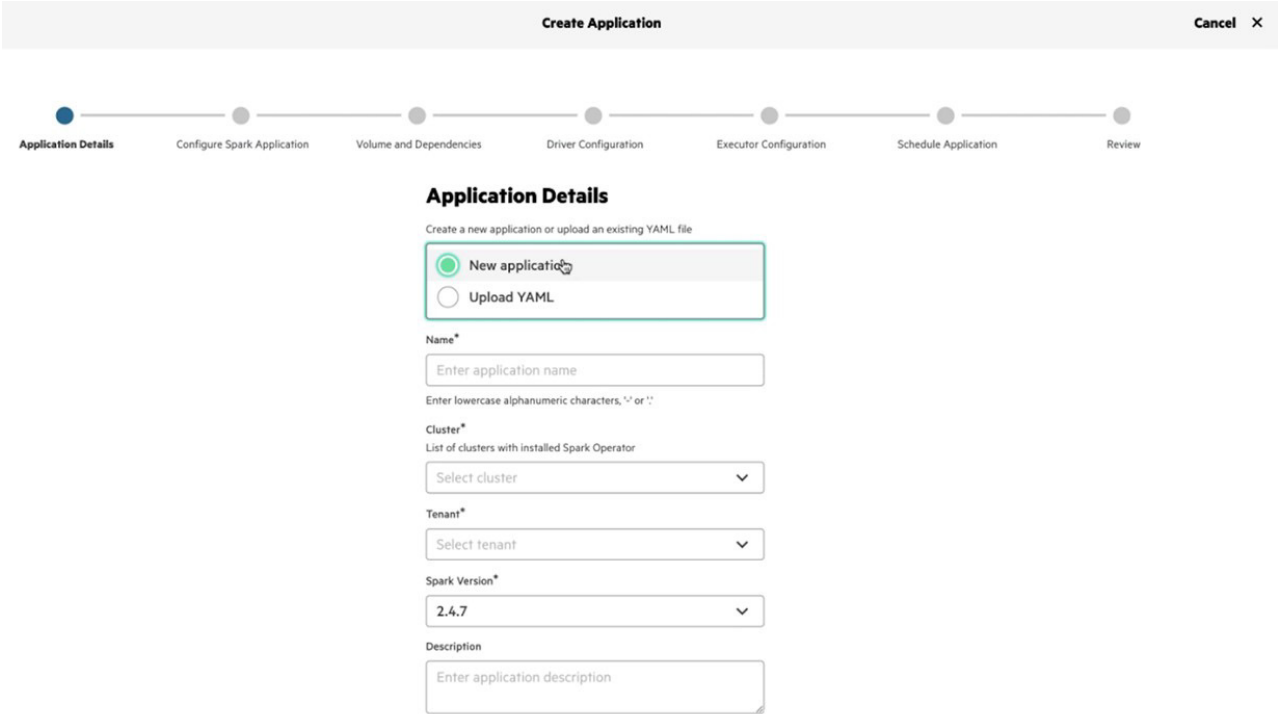 Create Application
Cancel ×
Application Details Configure Spark Application Volume and Dependencies Driver Configuration Executor Configuration Schedule Application Review
Application Details
Create a new application or upload an existing YAML file
New application
Upload YAML
Name*
Enter application name
Enter lowercase alphanumeric characters, '-' or '.'
Cluster*
List of clusters with installed Spark Operator
Select cluster
Tenant*
Select tenant
Spark Version*
2.4.7
Description
Enter application description